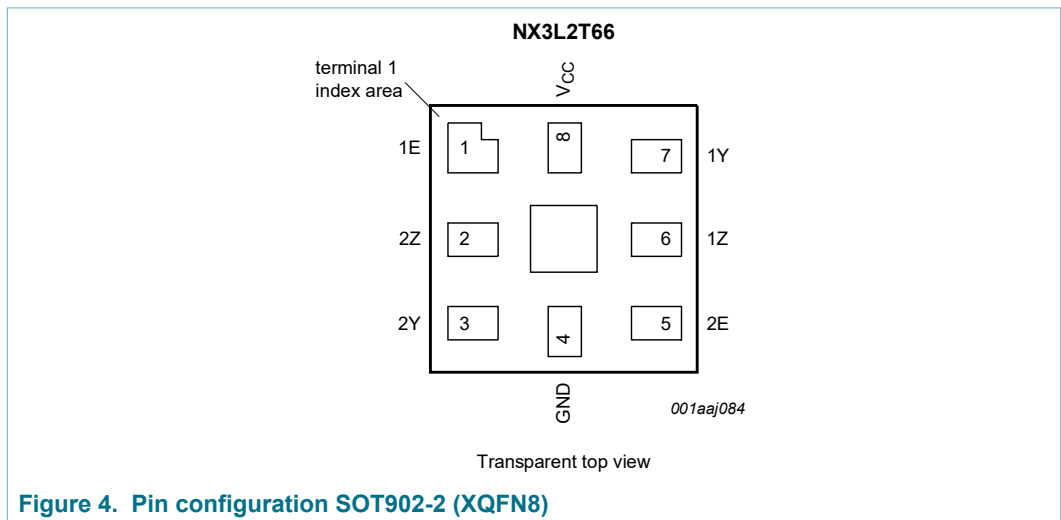 NX3L2T66
terminal 1
index area
VCC
1E
1
8
7
1Y
2Z
2
6
1Z
2Y
3
4
5
2E
GND
001aaj084
Transparent top view
Figure 4. Pin configuration SOT902-2 (XQFN8)